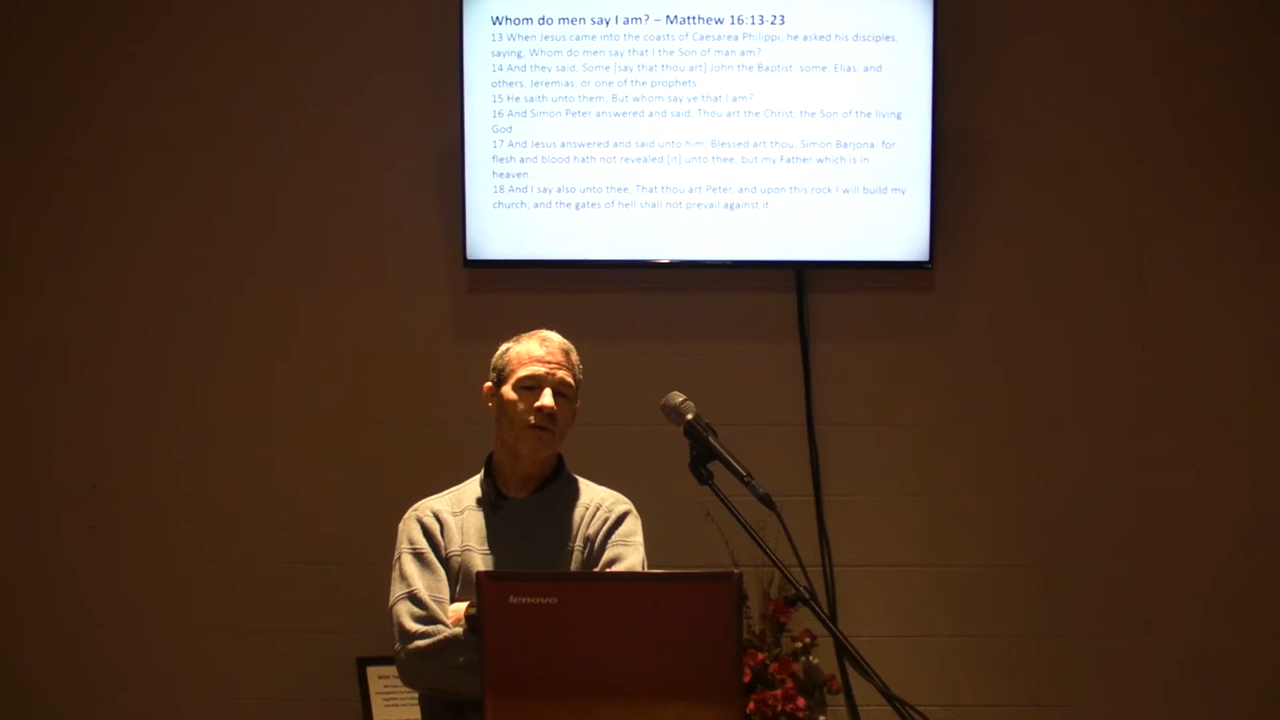 Whom do men say I am? – Matthew 16:13-23
13 When Jesus came into the coasts of Caesarea Philippi, he asked his disciples,
saying, Whom do men say that I the Son of man am?
14 And they said, Some [say that thou art] John the Baptist: some, Elias; and
others, Jeremias, or one of the prophets.
15 He saith unto them, But whom say ye that I am?
16 And Simon Peter answered and said, Thou art the Christ, the Son of the living
God.
17 And Jesus answered and said unto him, Blessed art thou, Simon Barjona: for
flesh and blood hath not revealed [it] unto thee, but my Father which is in
heaven.
18 And I say also unto thee, That thou art Peter, and upon this rock I will build my
church; and the gates of hell shall not prevail against it.
lenovo
With